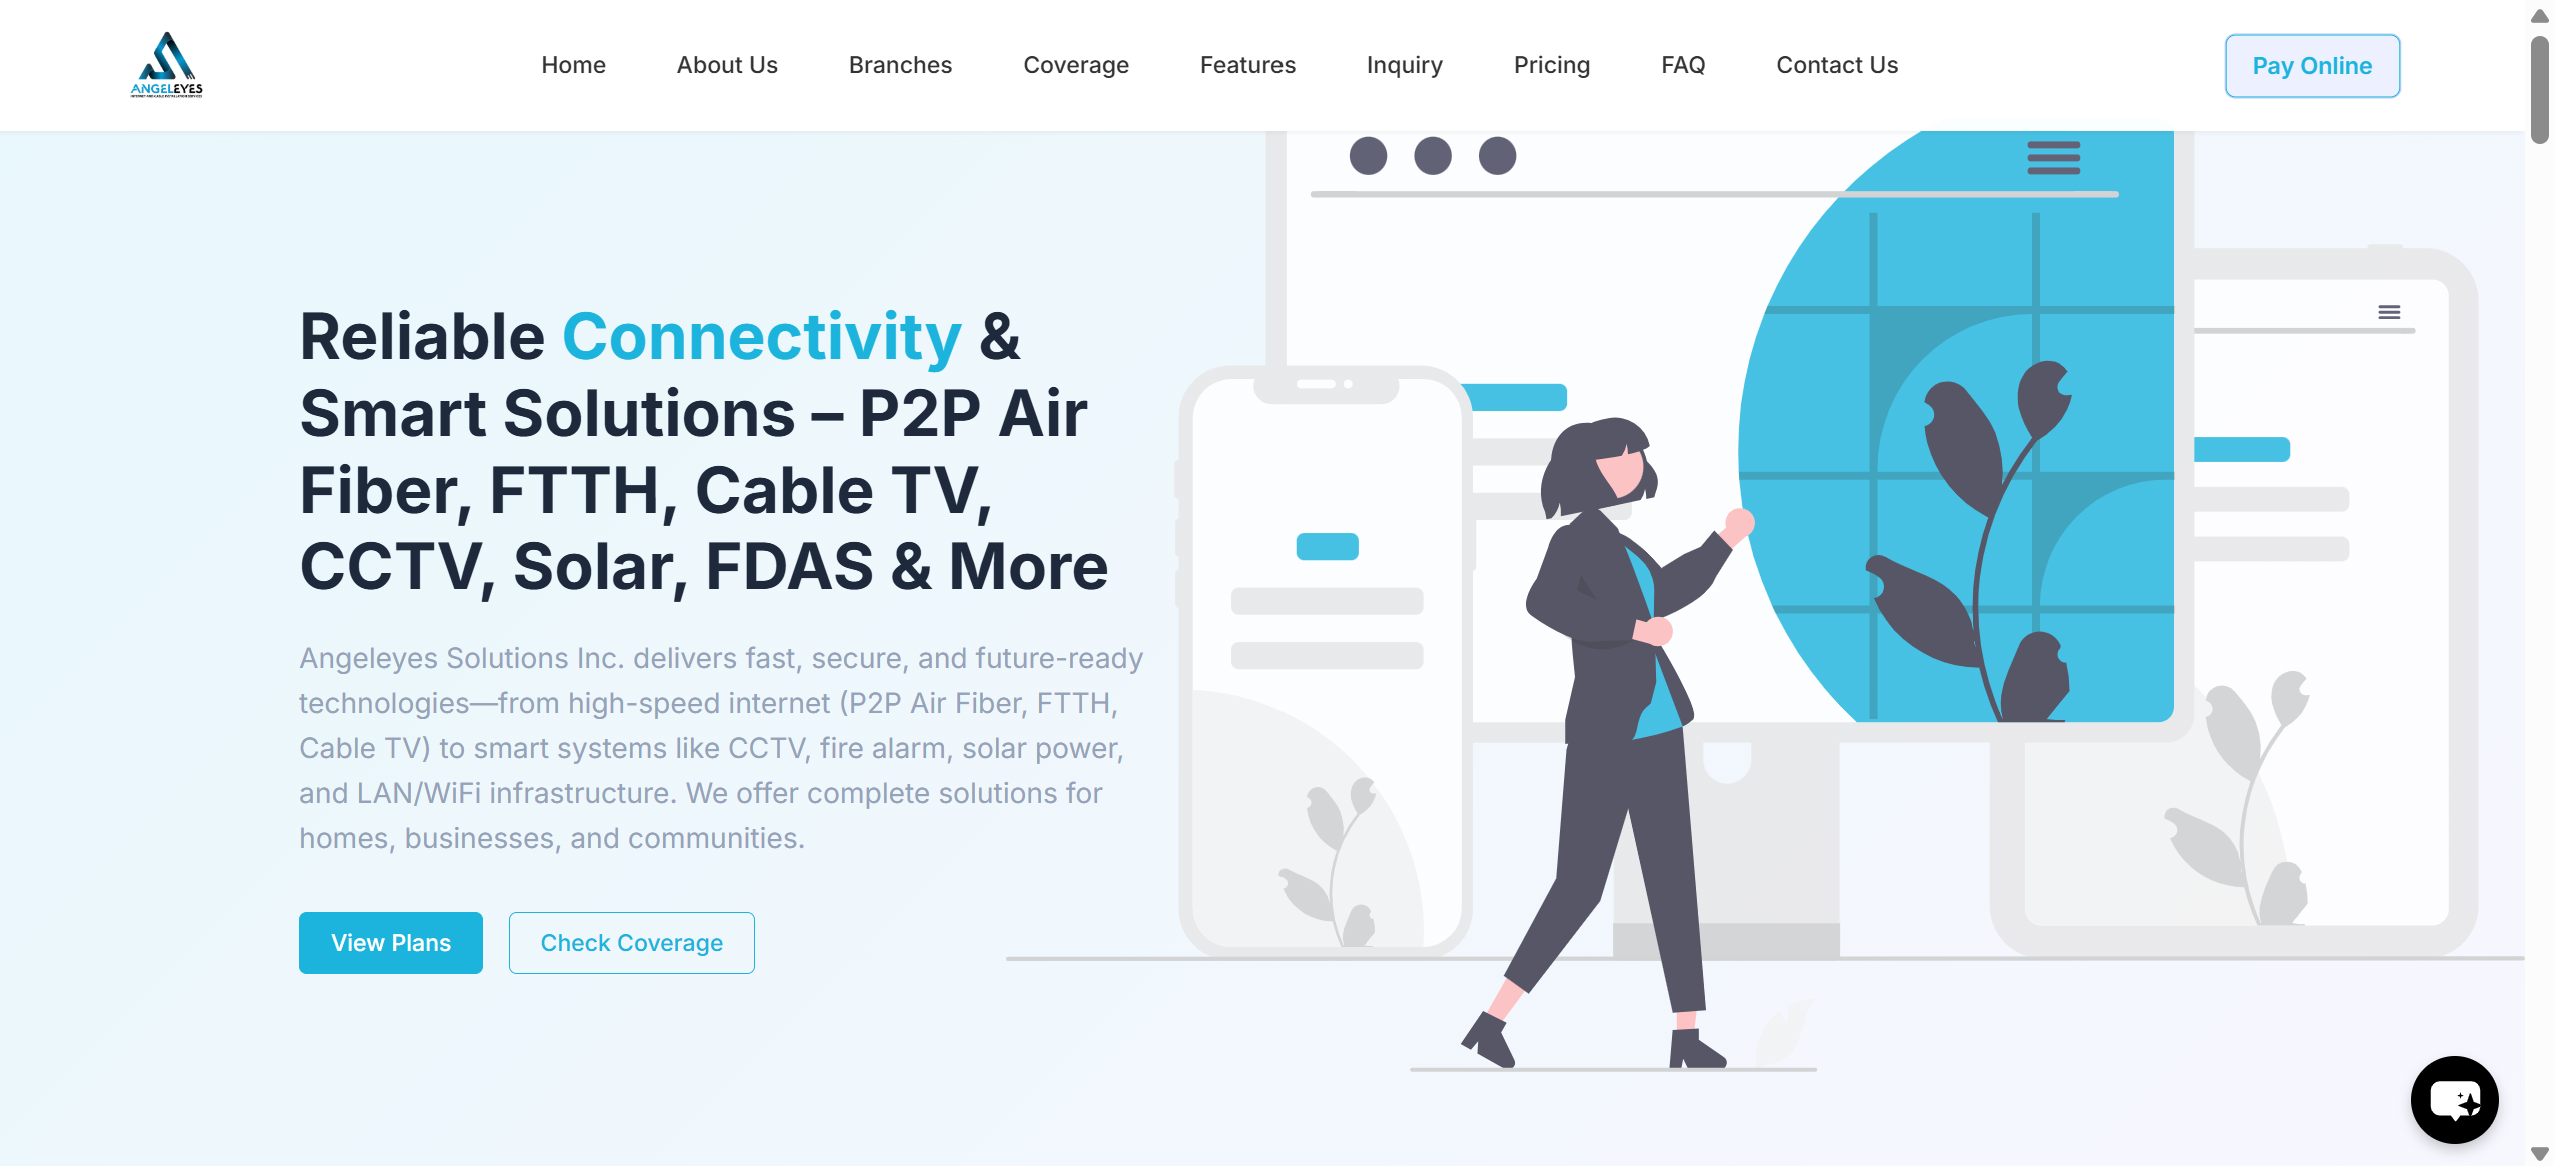 ANGELEYES
Home
About Us
Branches
Coverage
Features
Inquiry
Pricing
FAQ
Contact Us
Pay Online
Reliable Connectivity &
Smart Solutions – P2P Air
Fiber, FTTH, Cable TV,
CCTV, Solar, FDAS & More
Angeleyes Solutions Inc. delivers fast, secure, and future-ready
technologies—from high-speed internet (P2P Air Fiber, FTTH,
Cable TV) to smart systems like CCTV, fire alarm, solar power,
and LAN/WiFi infrastructure. We offer complete solutions for
homes, businesses, and communities.
View Plans
Check Coverage